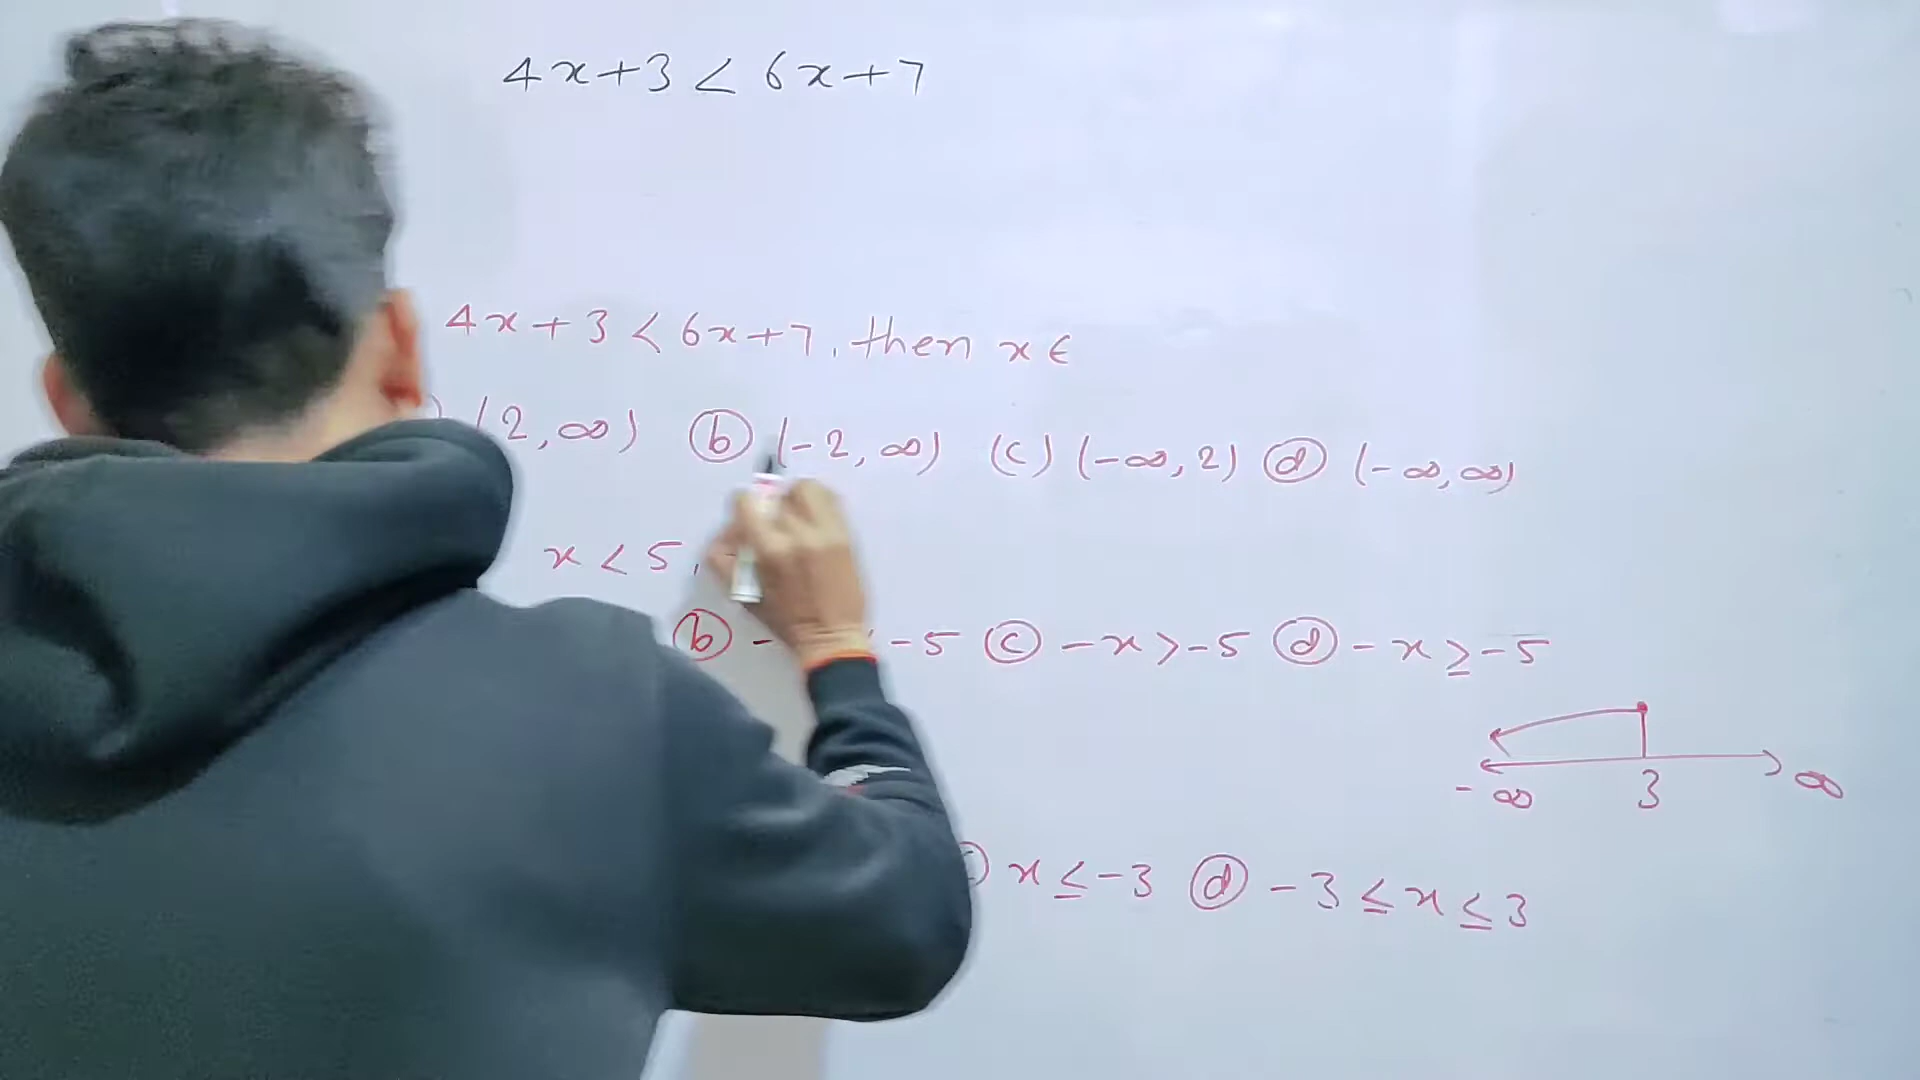 4x+3 < 6x+7
4x + 3 < 6x+7, then x ∈
(2, ∞) (b) (-2, ∞) (c) (-∞, 2) (d) (-∞, ∞)
x < 5,
(b) - -5 (c) -x > -5 (d) -x ≥ -5
-∞ 3 ∞
x ≤ -3 (d) -3 ≤ x ≤ 3